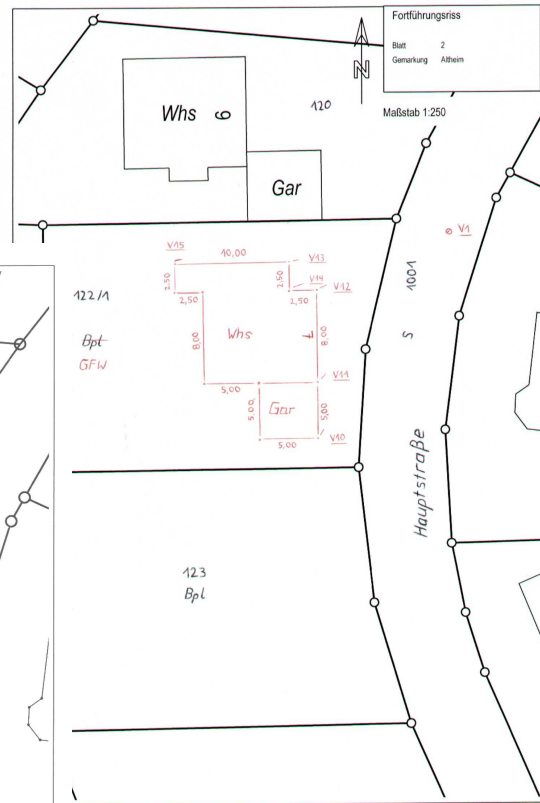 Fortführungsriss
Blatt 2
Gemarkung Altheim
Maßstab 1:250
N
Whs 6
120
Gar
V15
10,00
V13
V1
2,50
2,50
V14
V12
2,50
2,50
1001
S
122/1
Bpl
GFW
8,00
Whs
8,00
V11
5,00
5,00
Gar
5,00
5,00
V10
Hauptstraße
123
Bpl